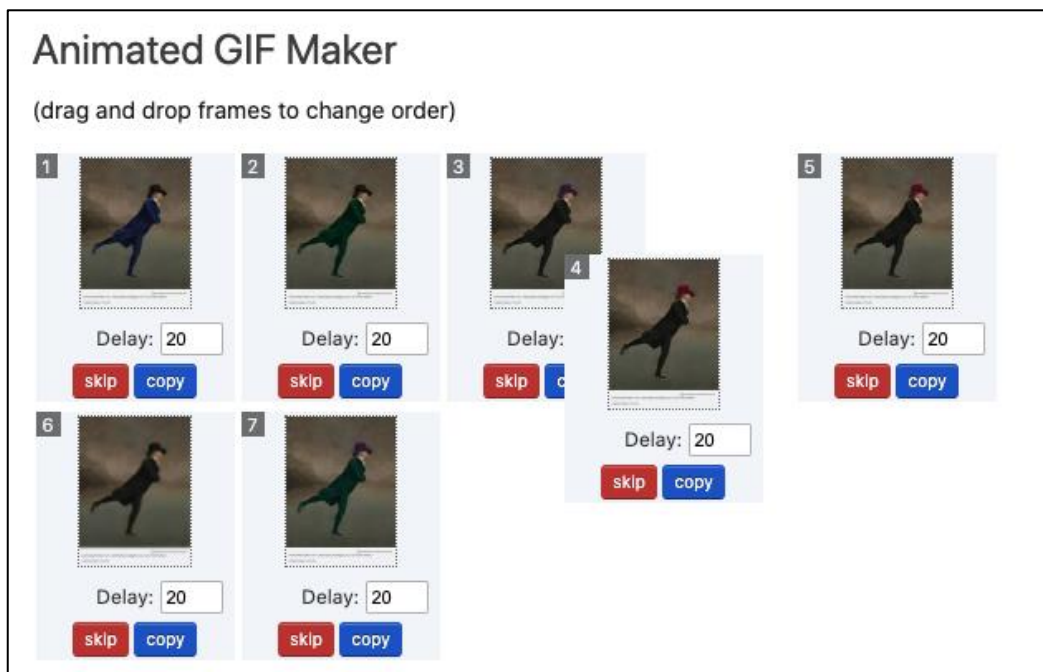 Animated GIF Maker
(drag and drop frames to change order)
1
2
3
5
Delay: 20
Delay: 20
Delay:
Delay: 20
skip copy
skip copy
skip c
skip copy
4
Delay: 20
skip copy
6
7
Delay: 20
Delay: 20
skip copy
skip copy